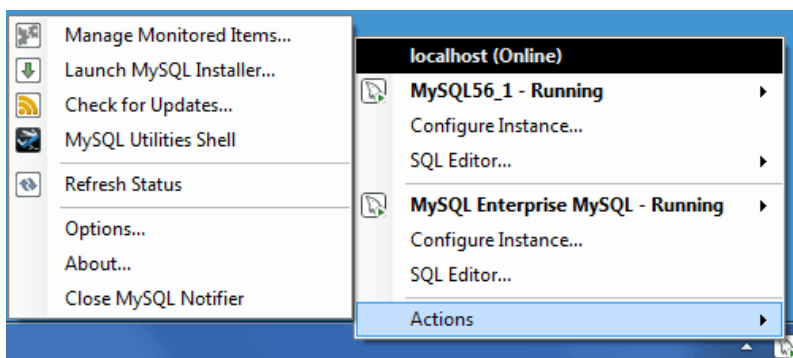 Manage Monitored Items...
Launch MySQL Installer...
Check for Updates...
MySQL Utilities Shell
Refresh Status
Options...
About...
Close MySQL Notifier
localhost (Online)
MySQL56_1 - Running
Configure Instance...
SQL Editor...
MySQL Enterprise MySQL - Running
Configure Instance...
SQL Editor...
Actions